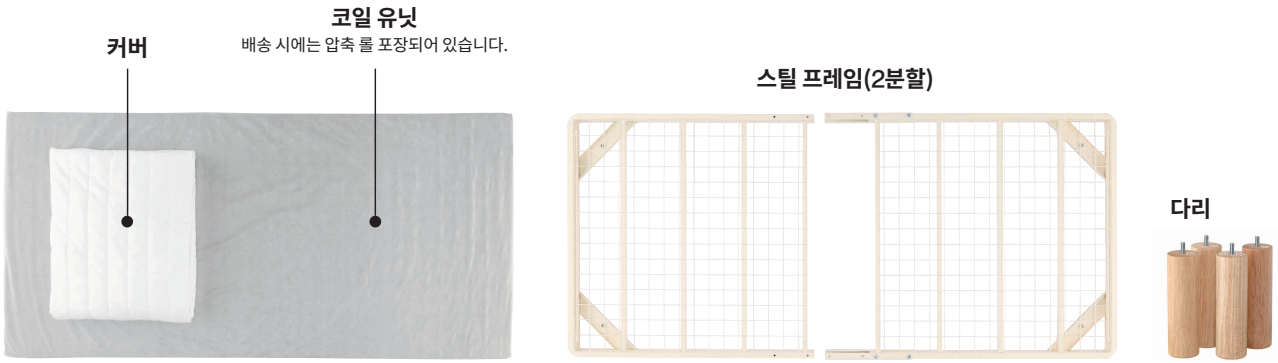 커버
코일 유닛
배송 시에는 압축 롤 포장되어 있습니다.
스틸 프레임(2분할)
다리